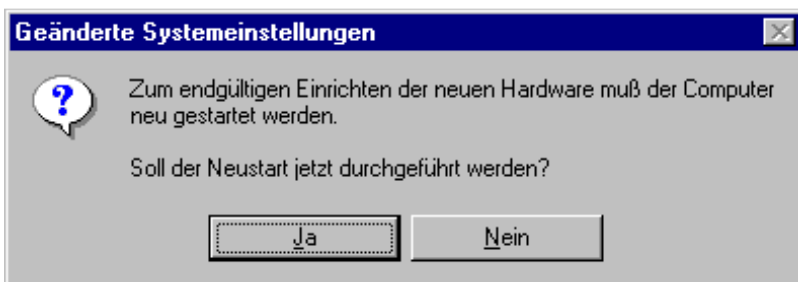 Geänderte Systemeinstellungen
Zum endgültigen Einrichten der neuen Hardware muß der Computer
neu gestartet werden.
Soll der Neustart jetzt durchgeführt werden?
Ja Nein